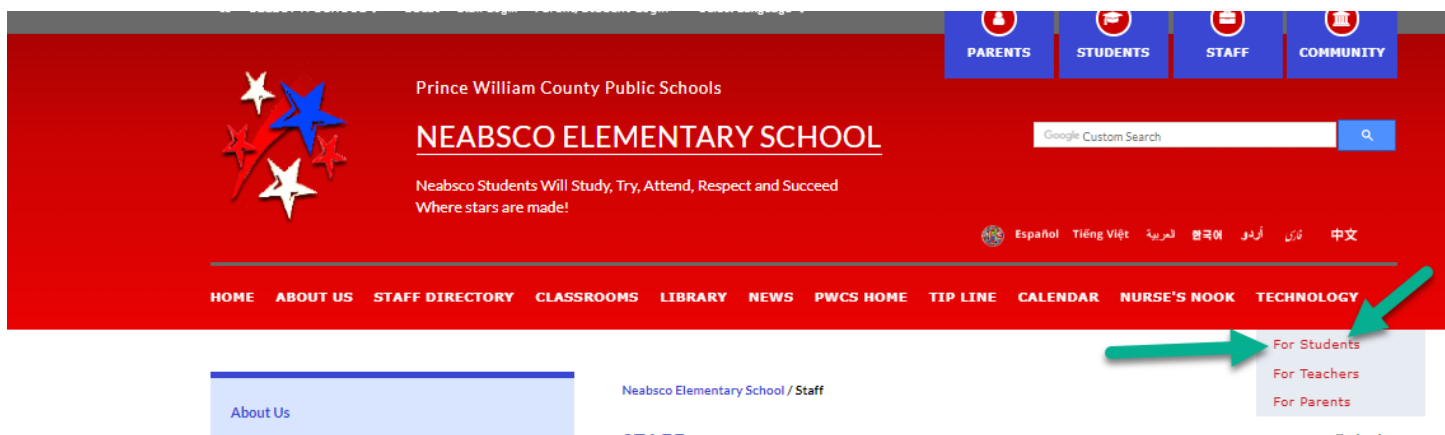 PARENTS STUDENTS STAFF COMMUNITY
Prince William County Public Schools
NEABSCO ELEMENTARY SCHOOL
Google Custom Search
Neabsco Students Will Study, Try, Attend, Respect and Succeed
Where stars are made!
Español Tiếng Việt العربية 한국어 أردو فارسی 中文
HOME ABOUT US STAFF DIRECTORY CLASSROOMS LIBRARY NEWS PWCS HOME TIP LINE CALENDAR NURSE'S NOOK TECHNOLOGY
For Students
For Teachers
For Parents
Neabsco Elementary School / Staff
About Us